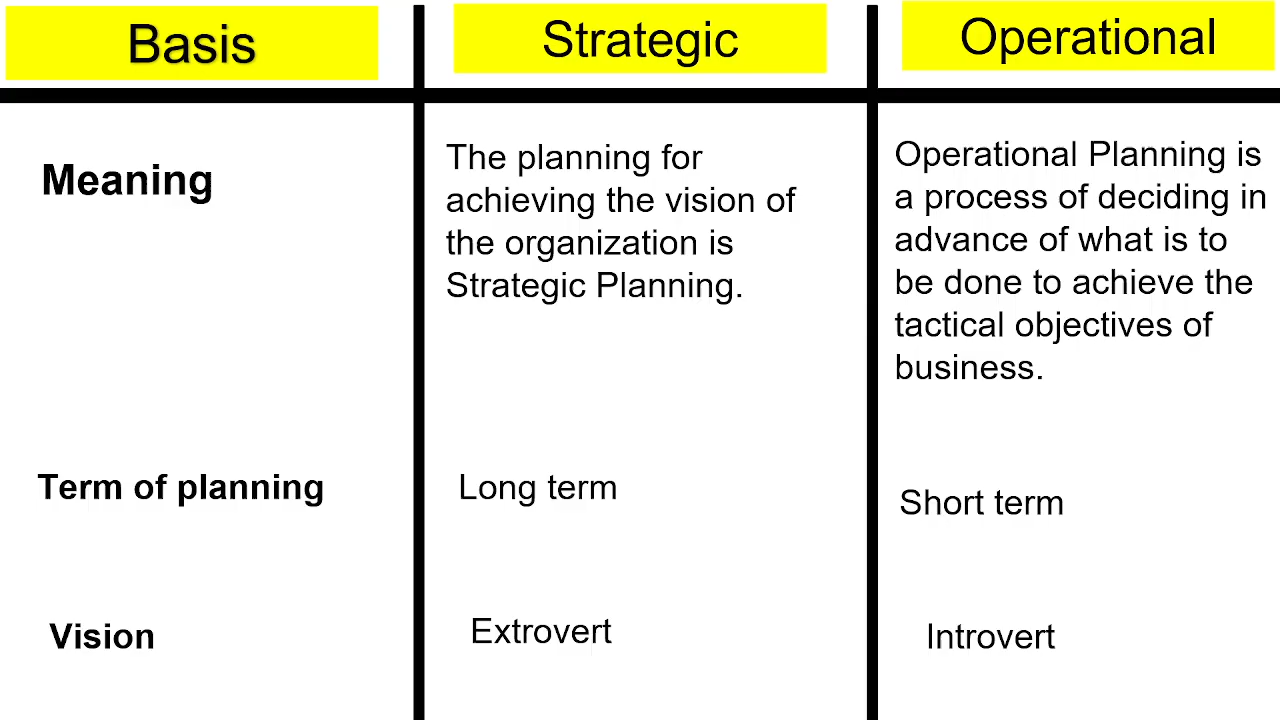 Basis
Strategic
Operational
Meaning
The planning for
achieving the vision of
the organization is
Strategic Planning.
Operational Planning is
a process of deciding in
advance of what is to
be done to achieve the
tactical objectives of
business.
Term of planning
Long term
Short term
Vision
Extrovert
Introvert